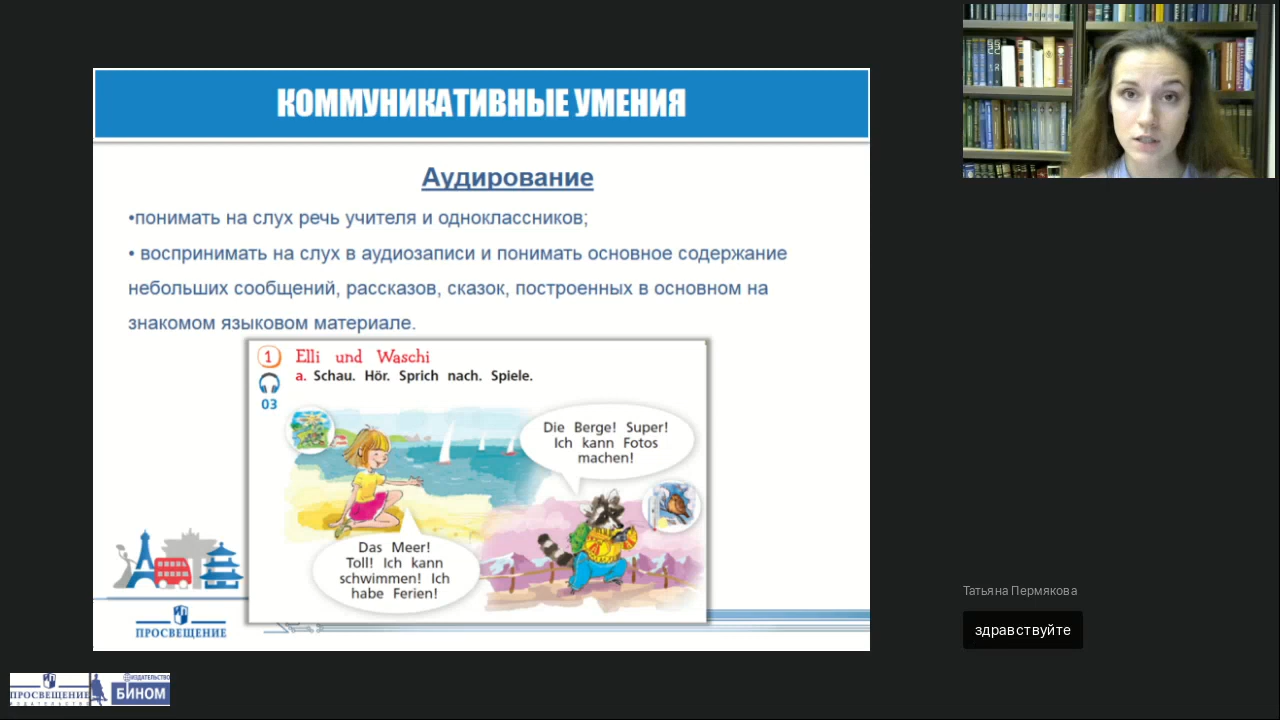 КОММУНИКАТИВНЫЕ УМЕНИЯ
Аудирование
•понимать на слух речь учителя и одноклассников;
• воспринимать на слух в аудиозаписи и понимать основное содержание
небольших сообщений, рассказов, сказок, построенных в основном на
знакомом языковом материале.
1 Elli und Waschi
a. Schau. Hör. Sprich nach. Spiele.
03
Die Berge! Super!
Ich kann Fotos
machen!
Das Meer!
Toll! Ich kann
schwimmen! Ich
habe Ferien!
ПРОСВЕЩЕНИЕ
Татьяна Пермякова
здравствуйте
ПРОСВЕЩЕНИЕ
ИЗДАТЕЛЬСТВО
ИЗДАТЕЛЬСТВО
БИНОМ